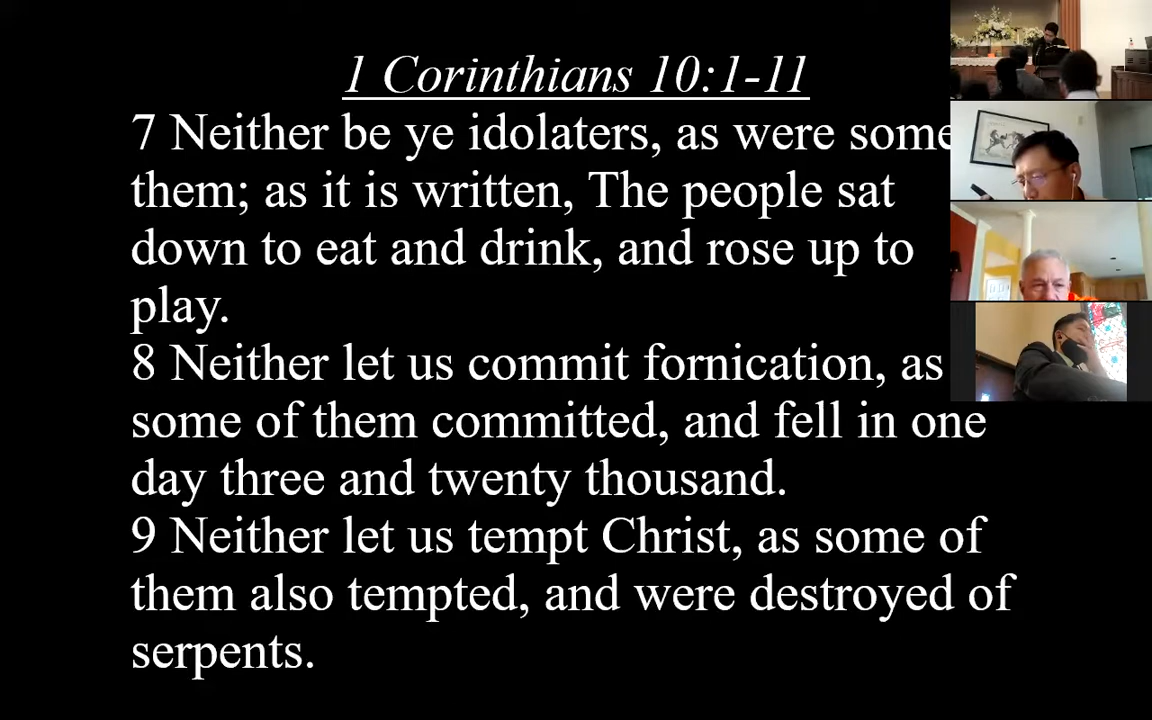 1 Corinthians 10:1-11
7 Neither be ye idolaters, as were some
them; as it is written, The people sat
down to eat and drink, and rose up to
play.
8 Neither let us commit fornication, as
some of them committed, and fell in one
day three and twenty thousand.
9 Neither let us tempt Christ, as some of
them also tempted, and were destroyed of
serpents.